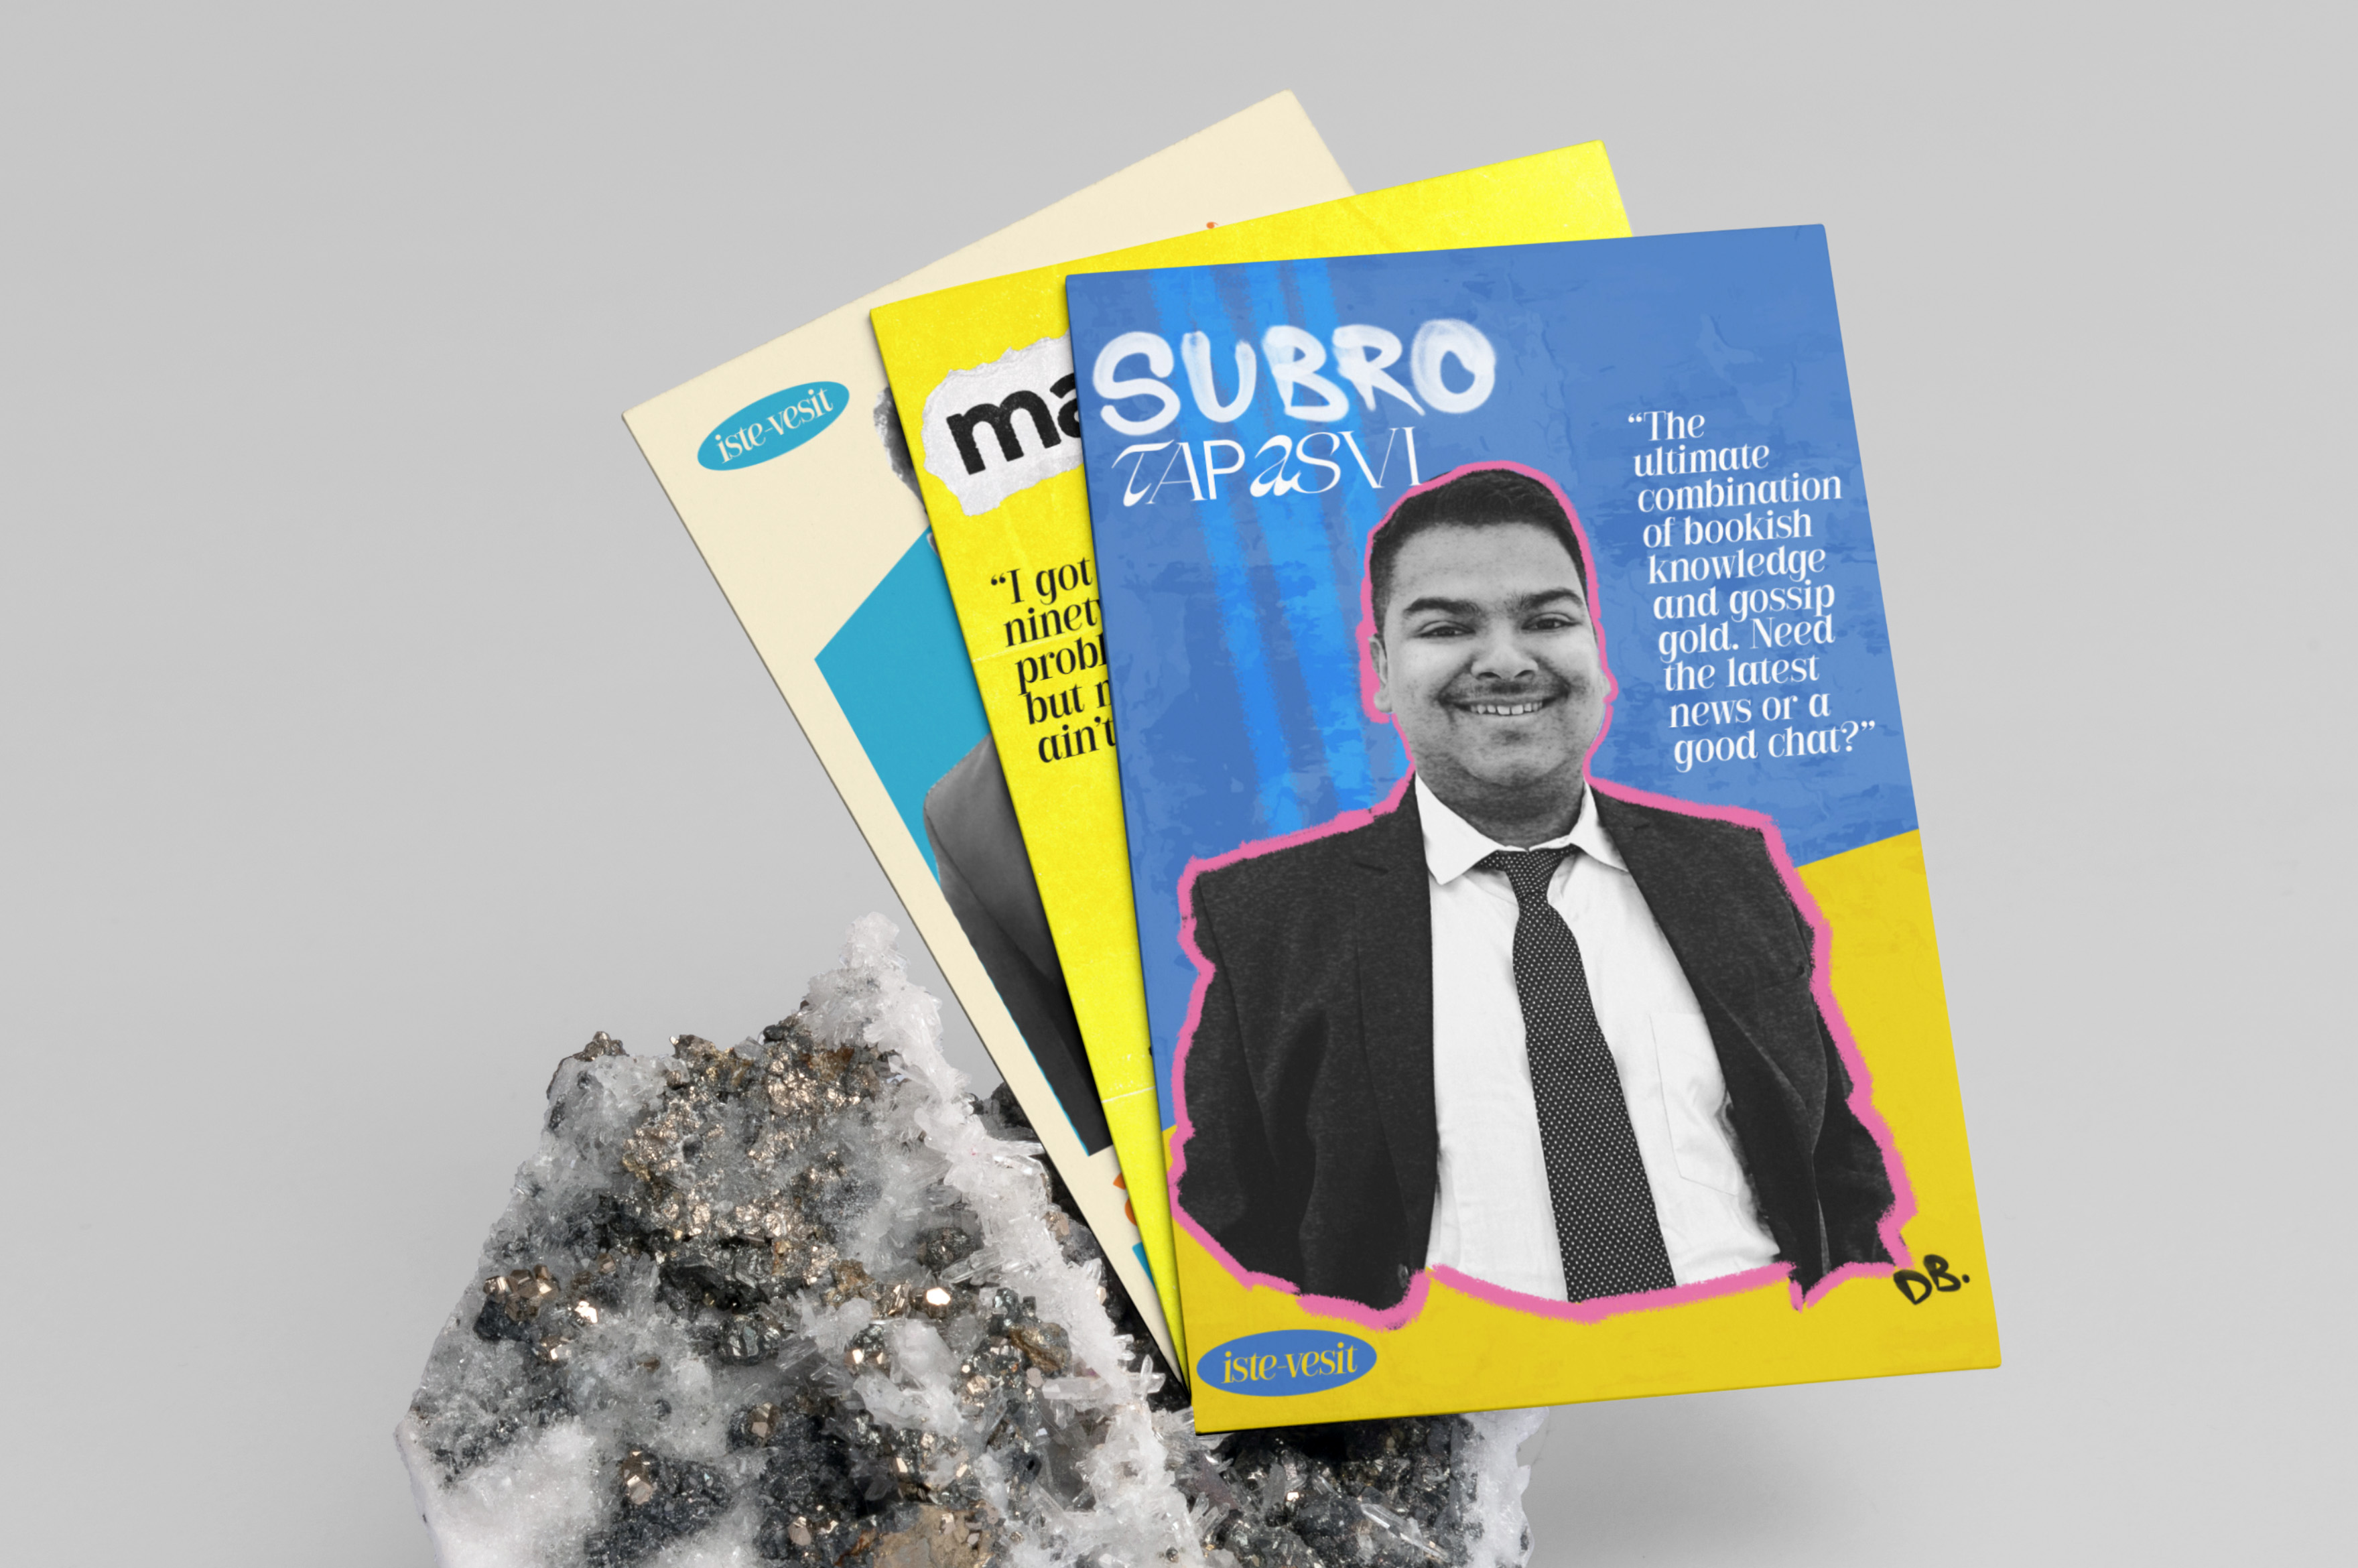 iste-vesit
ma
“I got
ninety
but
ain't
SUBRO
TAPASVI
“The
ultimate
combination
of bookish
knowledge
and gossip
gold. Need
the latest
news or a
good chat?”
DB.
iste-vesit